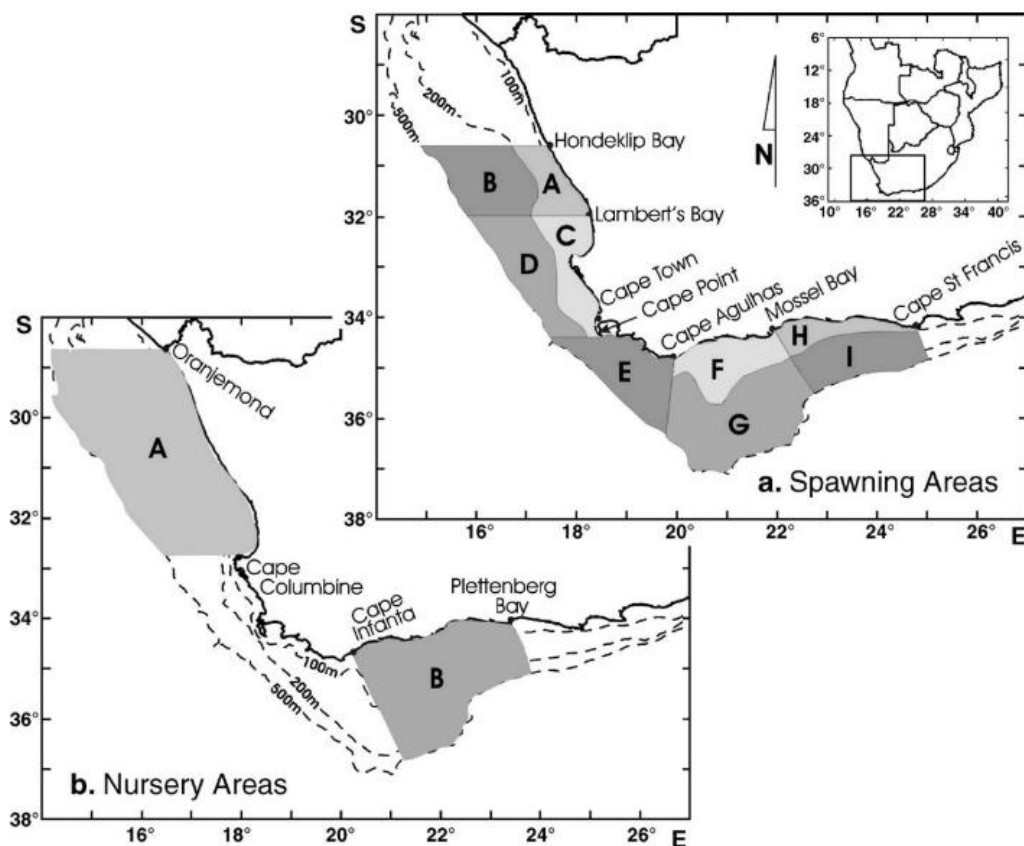 S
30°
32°
34°
36°
38°
16°
18°
20°
22°
24°
E
500m
200m
100m
Hondeklip Bay
Lambert's Bay
Cape Town
Cape Point
Cape Agulhas
Mossel Bay
Cape St Francis
A
B
C
D
E
F
G
H
I
N
6°
12°
18°
24°
30°
36°
10°
16°
22°
28°
34°
40°
a. Spawning Areas
S
30°
32°
34°
36°
38°
16°
18°
20°
22°
24°
26°
E
Oranjemond
A
Cape
Columbine
Cape
Infanta
Plettenberg
Bay
B
100m
200m
500m
b. Nursery Areas